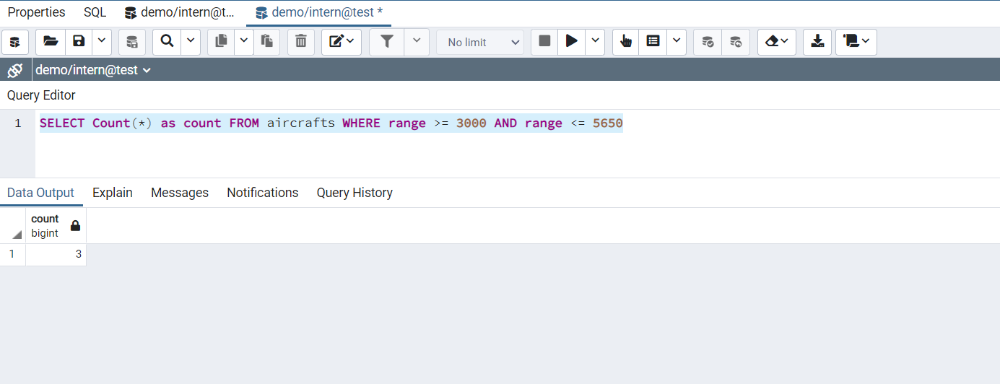 Properties SQL demo/intern@t... demo/intern@test *
No limit
demo/intern@test
Query Editor
1 SELECT Count(*) as count FROM aircrafts WHERE range >= 3000 AND range <= 5650
Data Output Explain Messages Notifications Query History
count
bigint
1 3